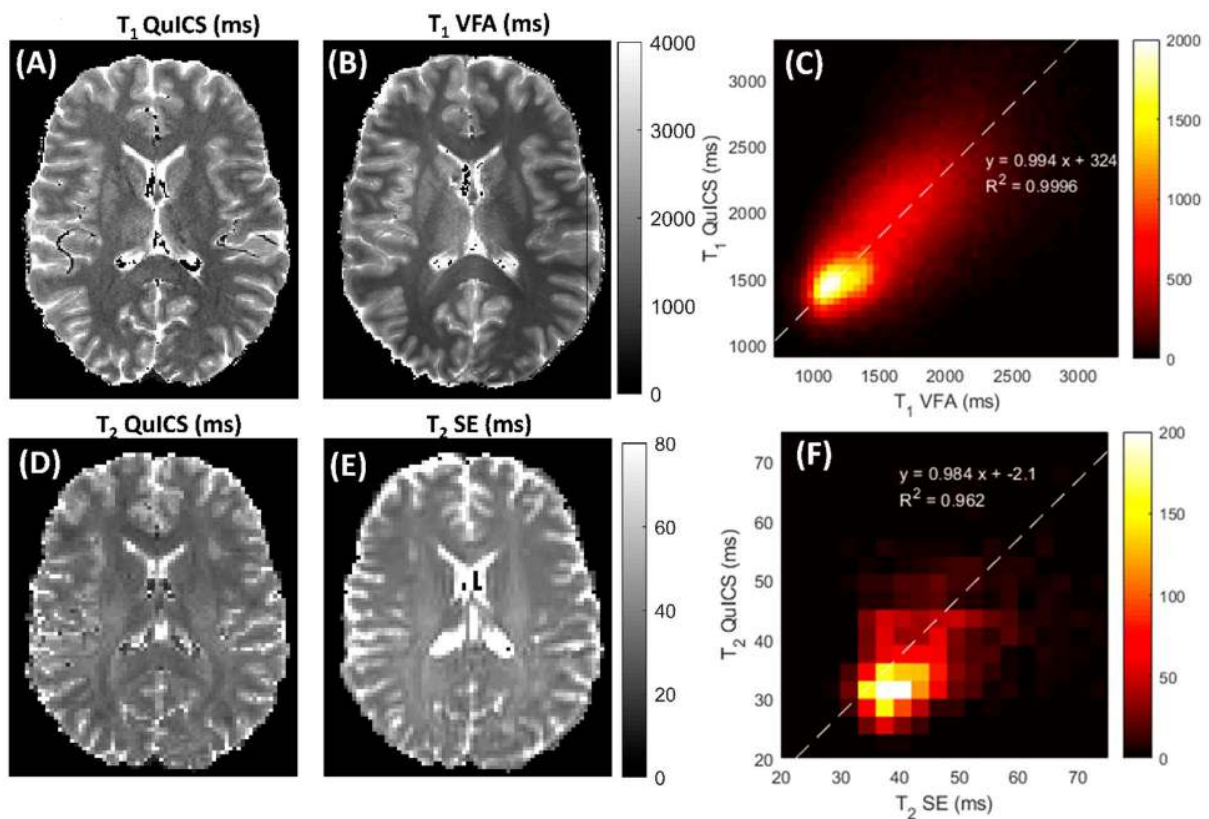 T1 QuICS (ms)
T1 VFA (ms)
(A)
(B)
4000
3000
2000
1000
0
(C)
T1 QuICS (ms)
3000
2500
2000
1500
1000
y = 0.994 x + 324
R2 = 0.9996
1000 1500 2000 2500 3000
T1 VFA (ms)
2000
1500
1000
500
0
T2 QuICS (ms)
T2 SE (ms)
(D)
(E)
80
60
40
20
0
(F)
T2 QuICS (ms)
70
60
50
40
30
20
y = 0.984 x + -2.1
R2 = 0.962
20 30 40 50 60 70
T2 SE (ms)
200
150
100
50
0